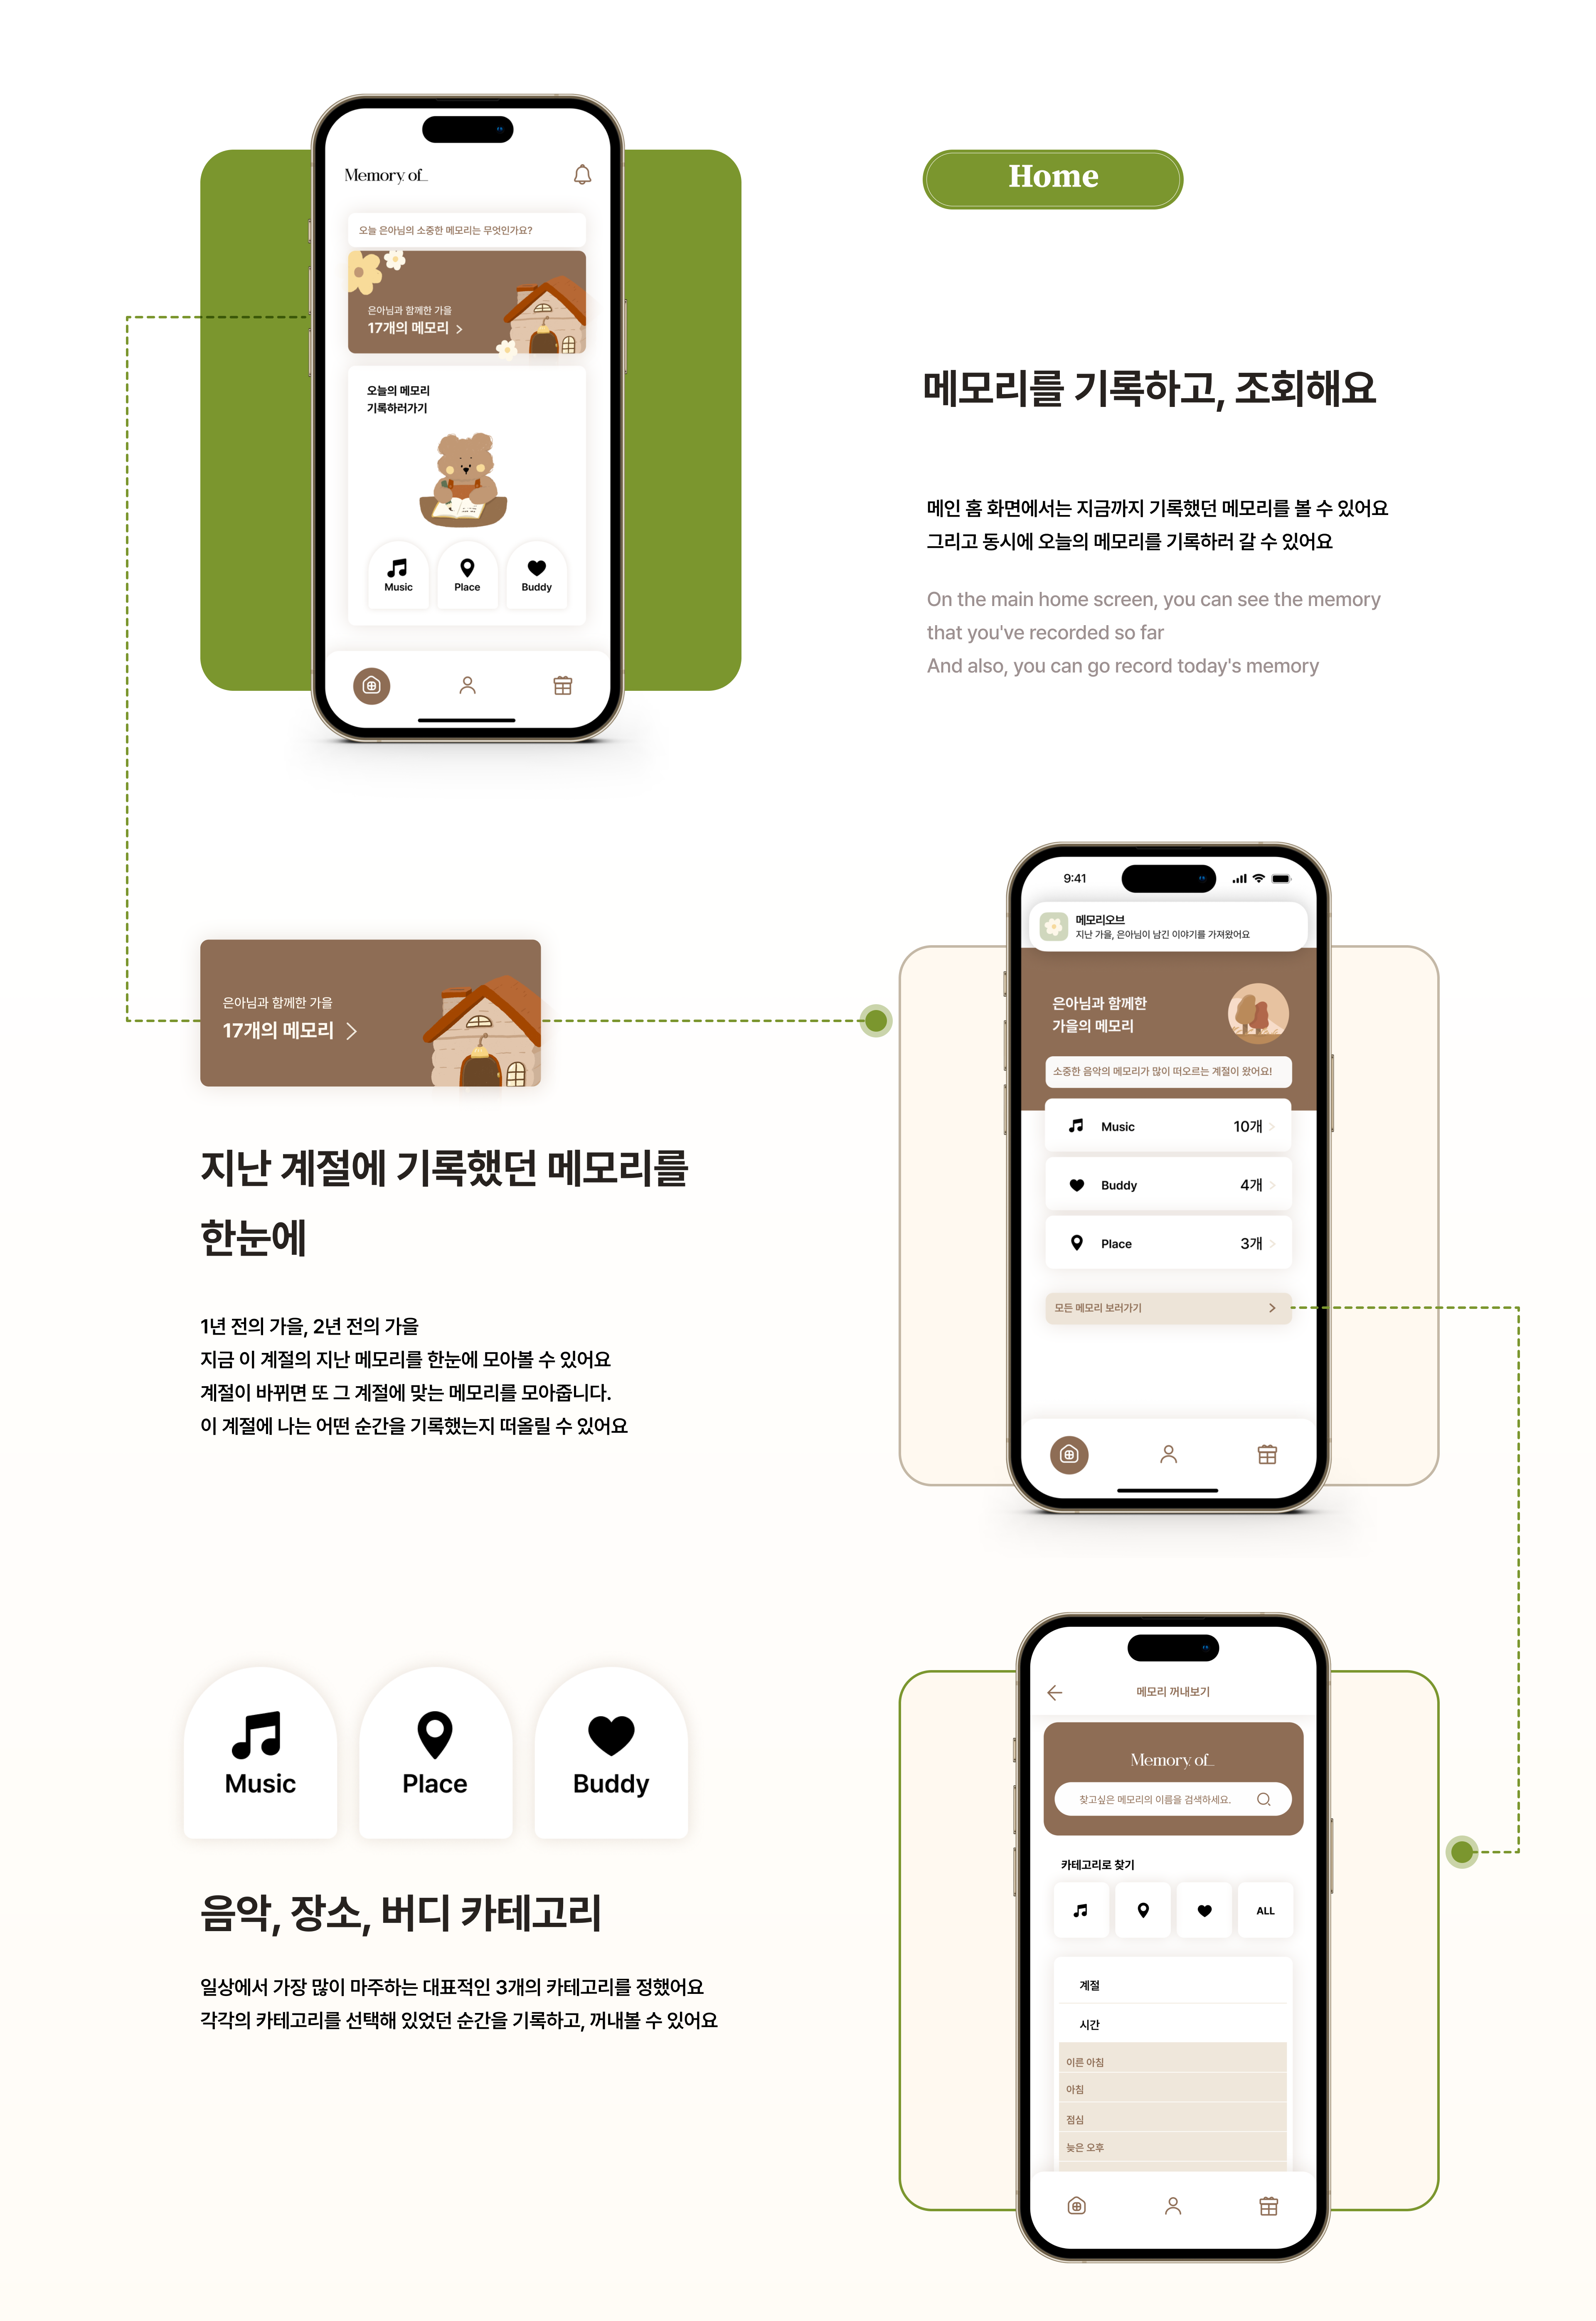 Memory of...
오늘 은아님의 소중한 메모리는 무엇인가요?
은아님과 함께한 가을
17개의 메모리
오늘의 메모리
기록하러가기
Music
Place
Buddy
Home
메모리를 기록하고, 조회해요
메인 홈 화면에서는 지금까지 기록했던 메모리를 볼 수 있어요
그리고 동시에 오늘의 메모리를 기록하러 갈 수 있어요
On the main home screen, you can see the memory
that you've recorded so far
And also, you can go record today's memory
은아님과 함께한 가을
17개의 메모리
지난 계절에 기록했던 메모리를
한눈에
1년 전의 가을, 2년 전의 가을
지금 이 계절의 지난 메모리를 한눈에 모아볼 수 있어요
계절이 바뀌면 또 그 계절에 맞는 메모리를 모아줍니다.
이 계절에 나는 어떤 순간을 기록했는지 떠올릴 수 있어요
9:41
메모리오브
지난 가을, 은아님이 남긴 이야기를 가져왔어요
은아님과 함께한
가을의 메모리
소중한 음악의 메모리가 많이 떠오르는 계절이 왔어요!
Music 10개
Buddy 4개
Place 3개
모든 메모리 보러가기
Music
Place
Buddy
음악, 장소, 버디 카테고리
일상에서 가장 많이 마주하는 대표적인 3개의 카테고리를 정했어요
각각의 카테고리를 선택해 있었던 순간을 기록하고, 꺼내볼 수 있어요
메모리 꺼내보기
Memory of...
찾고싶은 메모리의 이름을 검색하세요.
카테고리로 찾기
ALL
계절
시간
이른 아침
아침
점심
늦은 오후